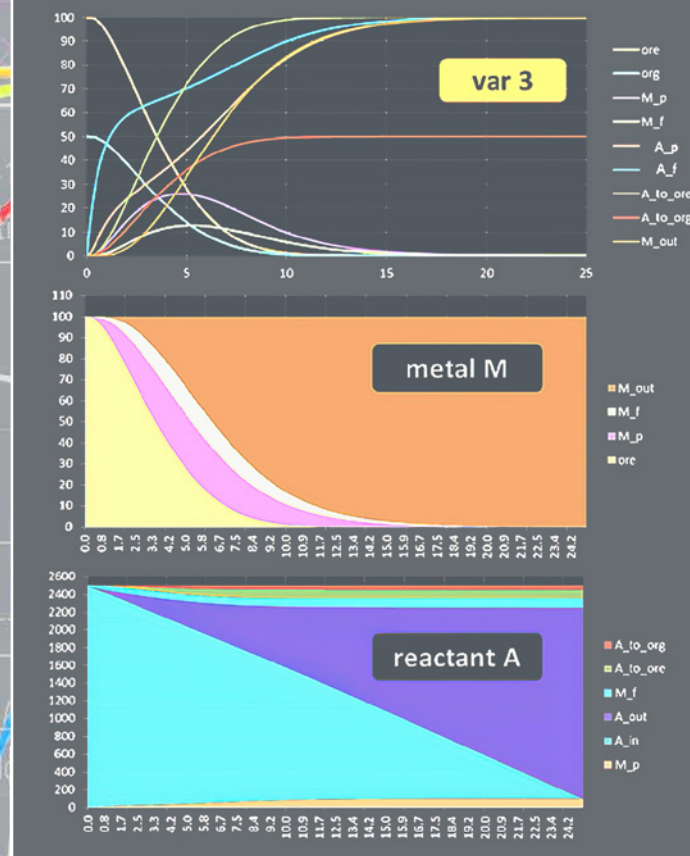 100
90
80
70
60
50
40
30
20
10
0
0 5 10 15 20 25
var 3
ore
org
M_p
M_f
A_p
A_f
A_to_ore
A_to_org
M_out
110
100
90
80
70
60
50
40
30
20
10
0
metal M
M_out
M_f
M_p
ore
0.0 0.8 1.7 2.5 3.3 4.2 5.0 5.8 6.7 7.5 8.4 9.2 10.0 10.9 11.7 12.5 13.4 14.2 15.0 15.9 16.7 17.5 18.4 19.2 20.0 20.9 21.7 22.5 23.4 24.2
2600
2400
2200
2000
1800
1600
1400
1200
1000
800
600
400
200
0
reactant A
A_to_org
A_to_ore
M_f
A_out
A_in
M_p
0.0 0.8 1.7 2.5 3.3 4.2 5.0 5.8 6.7 7.5 8.4 9.2 10.0 10.9 11.7 12.5 13.4 14.2 15.0 15.9 16.7 17.5 18.4 19.2 20.0 20.9 21.7 22.5 23.4 24.2